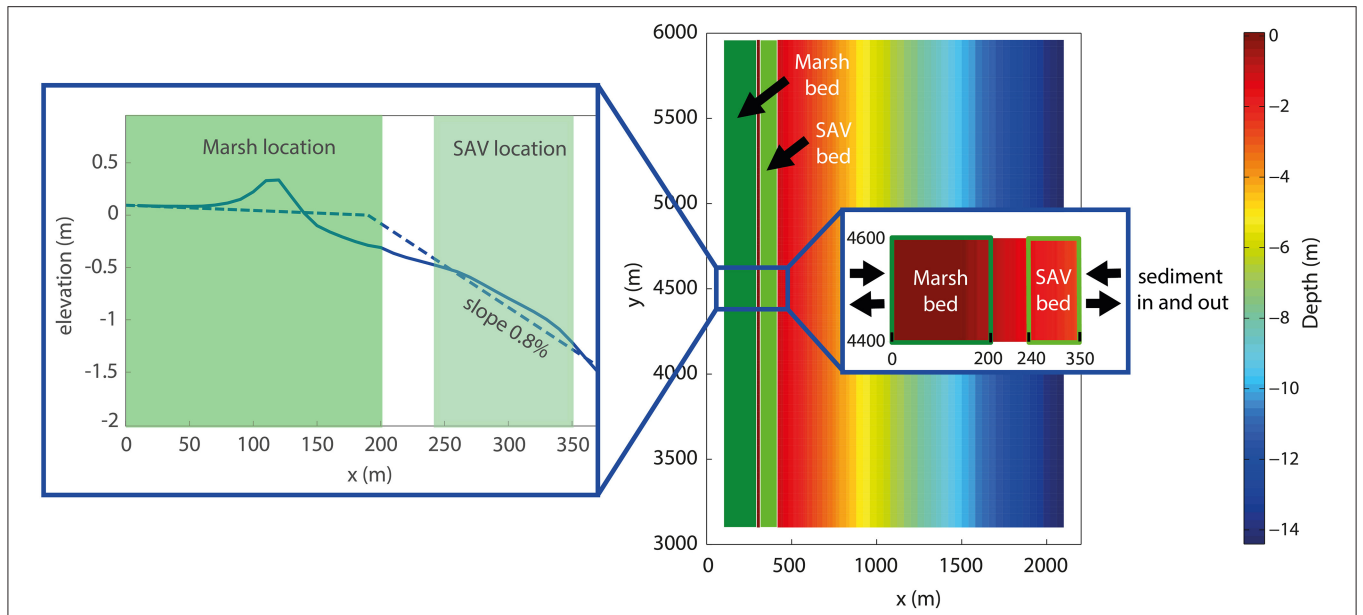 Marsh location
SAV location
0.5
0
-0.5
-1
-1.5
-2
elevation (m)
slope 0.8%
0
50
100
150
200
250
300
350
x (m)
6000
5500
5000
4500
4000
3500
3000
y (m)
Marsh
bed
SAV
bed
4600
4400
Marsh
bed
SAV
bed
sediment
in and out
0
200
240
350
0
500
1000
1500
2000
x (m)
0
−2
−4
−6
−8
−10
−12
−14
Depth (m)